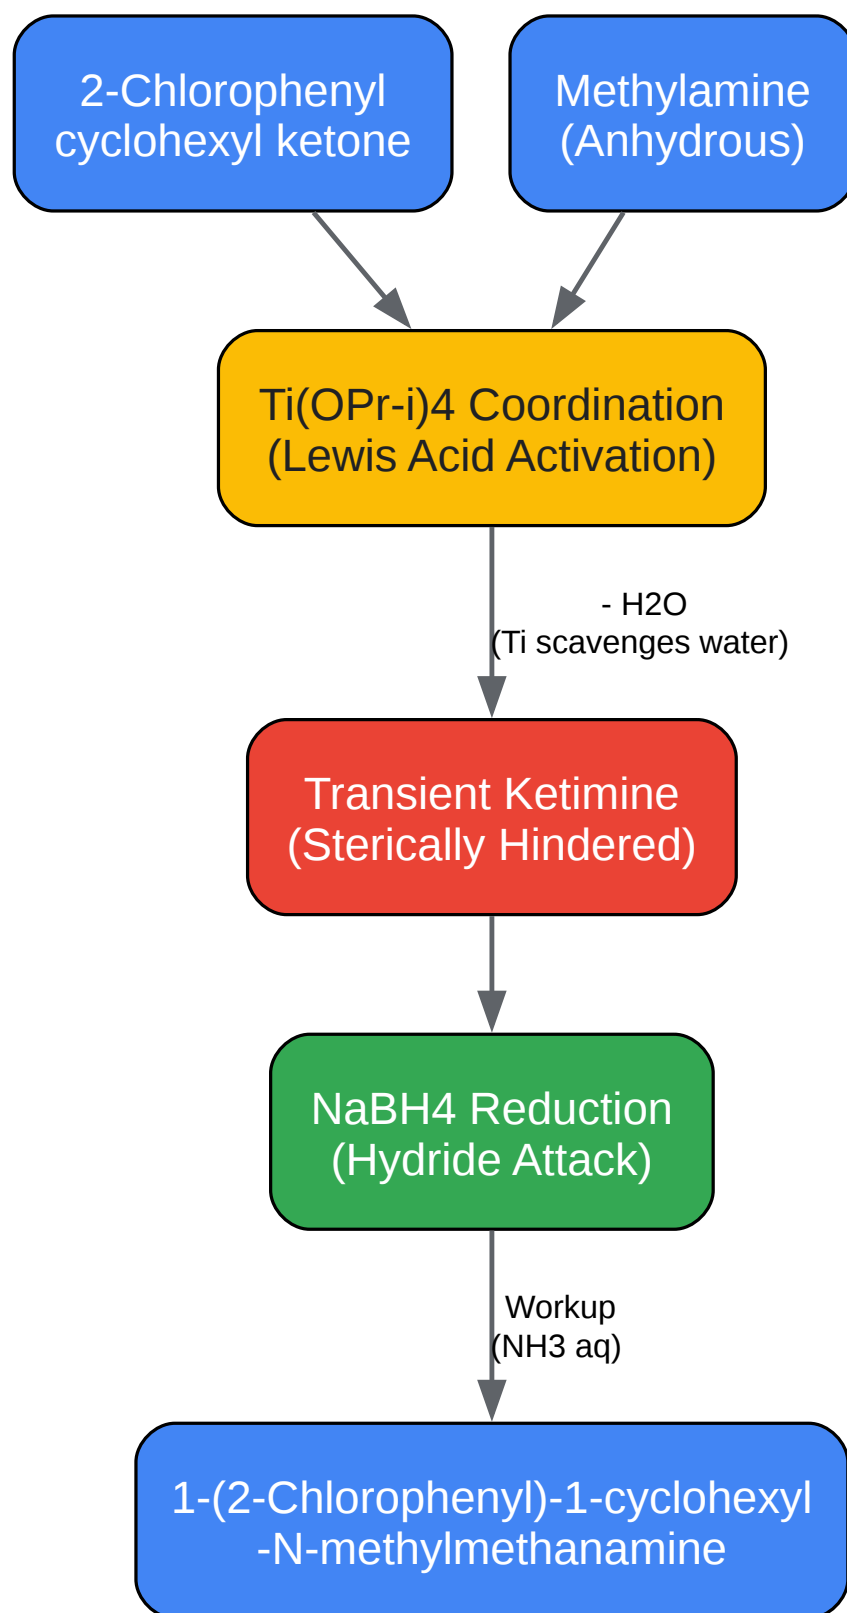 2-Chlorophenyl
cyclohexyl ketone
Methylamine
(Anhydrous)
Ti(OPr-i)4 Coordination
(Lewis Acid Activation)
- H2O
(Ti scavenges water)
Transient Ketimine
(Sterically Hindered)
NaBH4 Reduction
(Hydride Attack)
Workup
(NH3 aq)
1-(2-Chlorophenyl)-1-cyclohexyl
-N-methylmethanamine